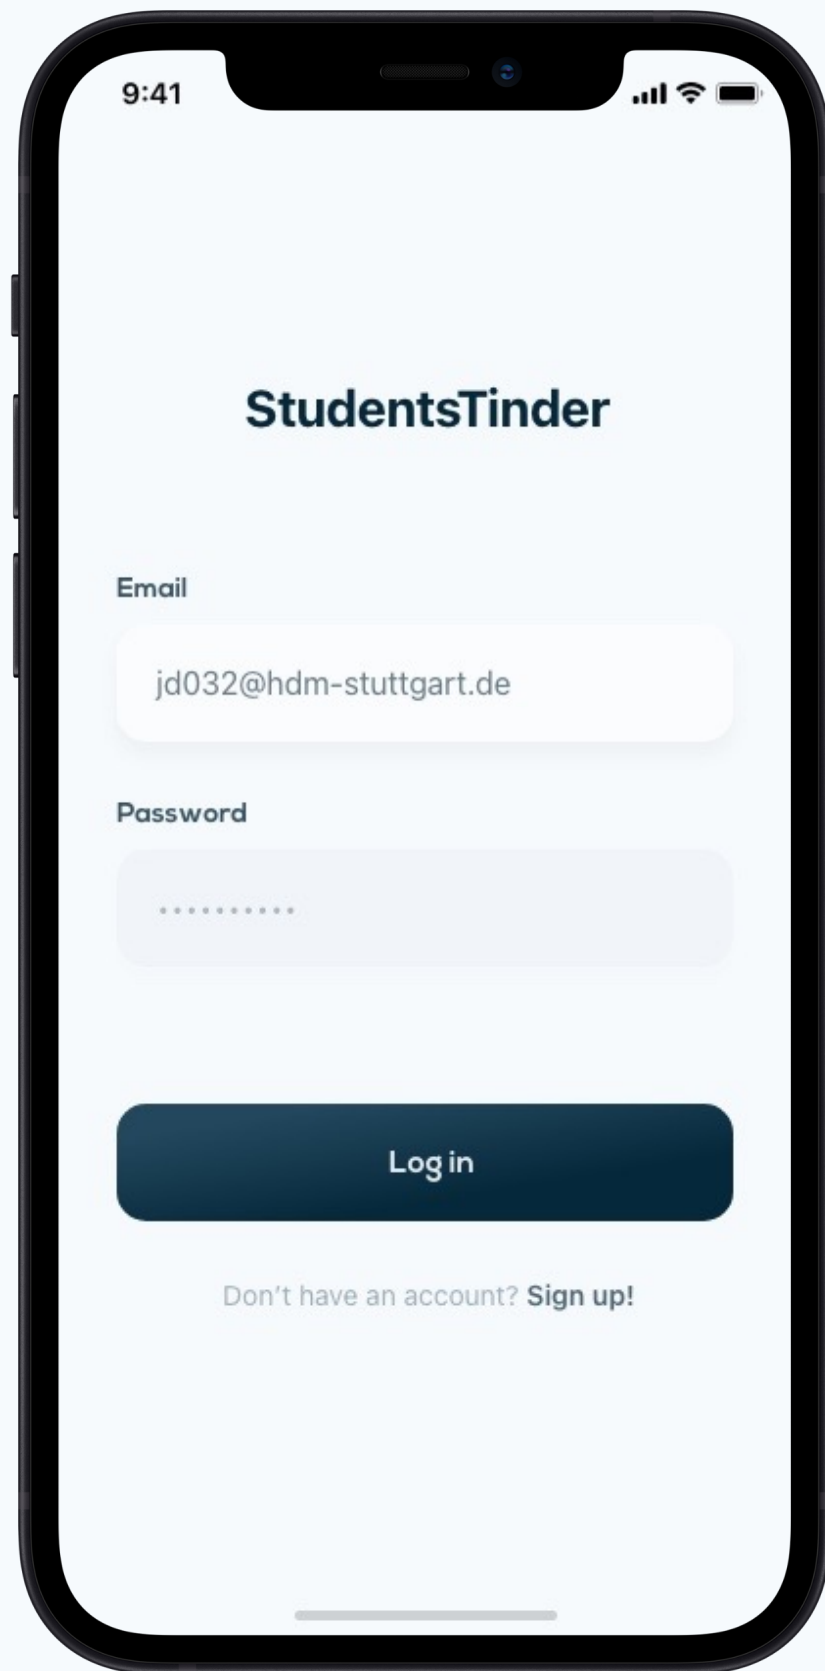 9:41
StudentsTinder
Email
jd032@hdm-stuttgart.de
Password
••••••••••
Log in
Don't have an account? Sign up!